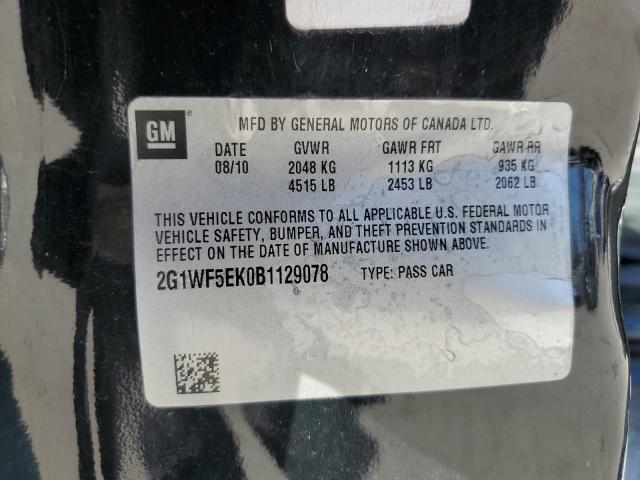 GM ® MFD BY GENERAL MOTORS OF CANADA LTD.
DATE GVWR GAWR FRT GAWR RR
08/10 2048 KG 1113 KG 935 KG
4515 LB 2453 LB 2062 LB
THIS VEHICLE CONFORMS TO ALL APPLICABLE U.S. FEDERAL MOTOR
VEHICLE SAFETY, BUMPER, AND THEFT PREVENTION STANDARDS IN
EFFECT ON THE DATE OF MANUFACTURE SHOWN ABOVE.
2G1WF5EK0B1129078 TYPE: PASS CAR